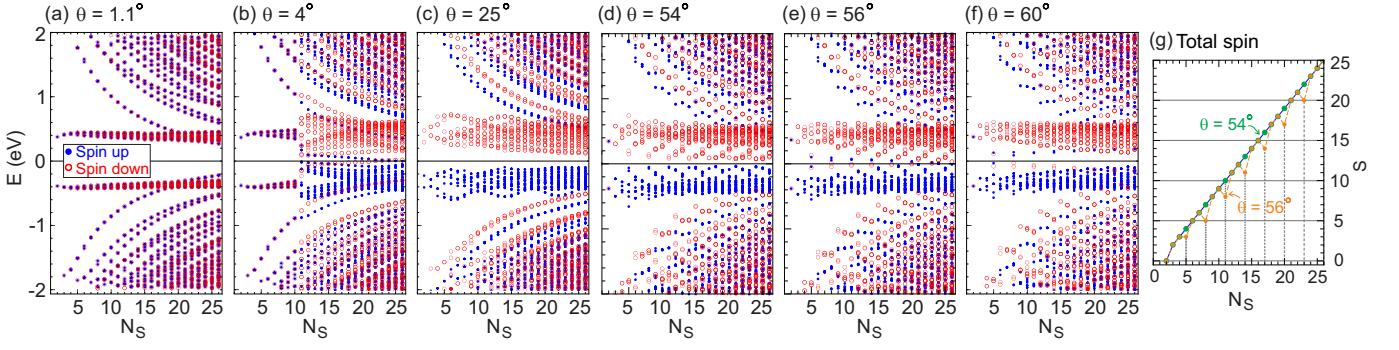 (a) θ = 1.1° (b) θ = 4° (c) θ = 25° (d) θ = 54° (e) θ = 56° (f) θ = 60°
(g) Total spin
2 1 0 -1 -2
E (eV)
Spin up
Spin down
5 10 15 20 25
5 10 15 20 25
5 10 15 20 25
5 10 15 20 25
5 10 15 20 25
5 10 15 20 25
N_S N_S N_S N_S N_S N_S
θ = 54°
θ = 56°
25 20 15 10 5 0
S
0 5 10 15 20 25
N_S